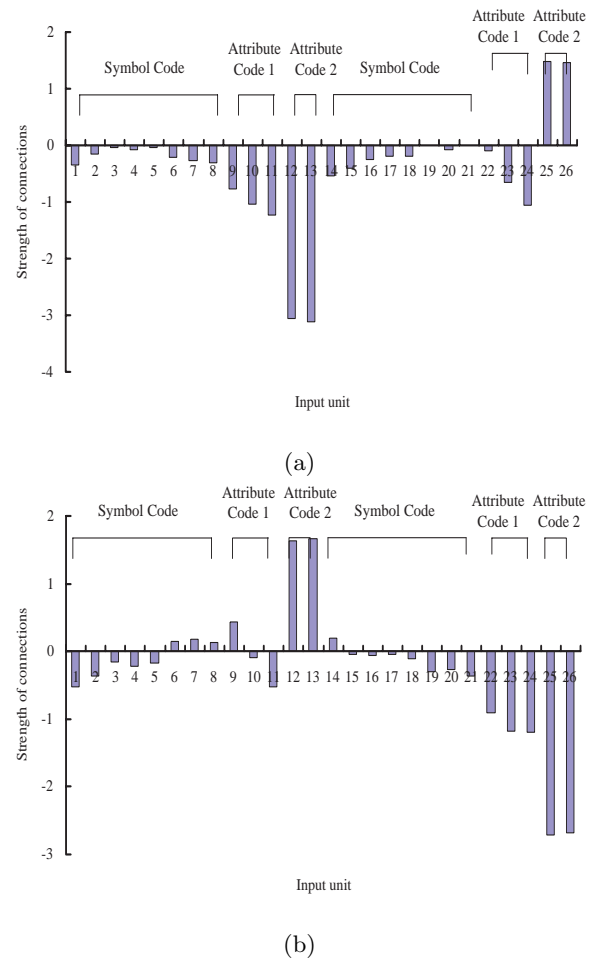 Attribute Attribute
Code 1 Code 2
Attribute Attribute
Code 1 Code 2
Symbol Code Symbol Code
2
1
0
-1
-2
-3
-4
1 2 3 4 5 6 7 8 9 10 11 12 13 14 15 16 17 18 19 20 21 22 23 24 25 26
Strength of connections
Input unit
(a)
Attribute Attribute
Code 1 Code 2
Attribute Attribute
Code 1 Code 2
Symbol Code Symbol Code
2
1
0
-1
-2
-3
1 2 3 4 5 6 7 8 9 10 11 12 13 14 15 16 17 18 19 20 21 22 23 24 25 26
Strength of connections
Input unit
(b)